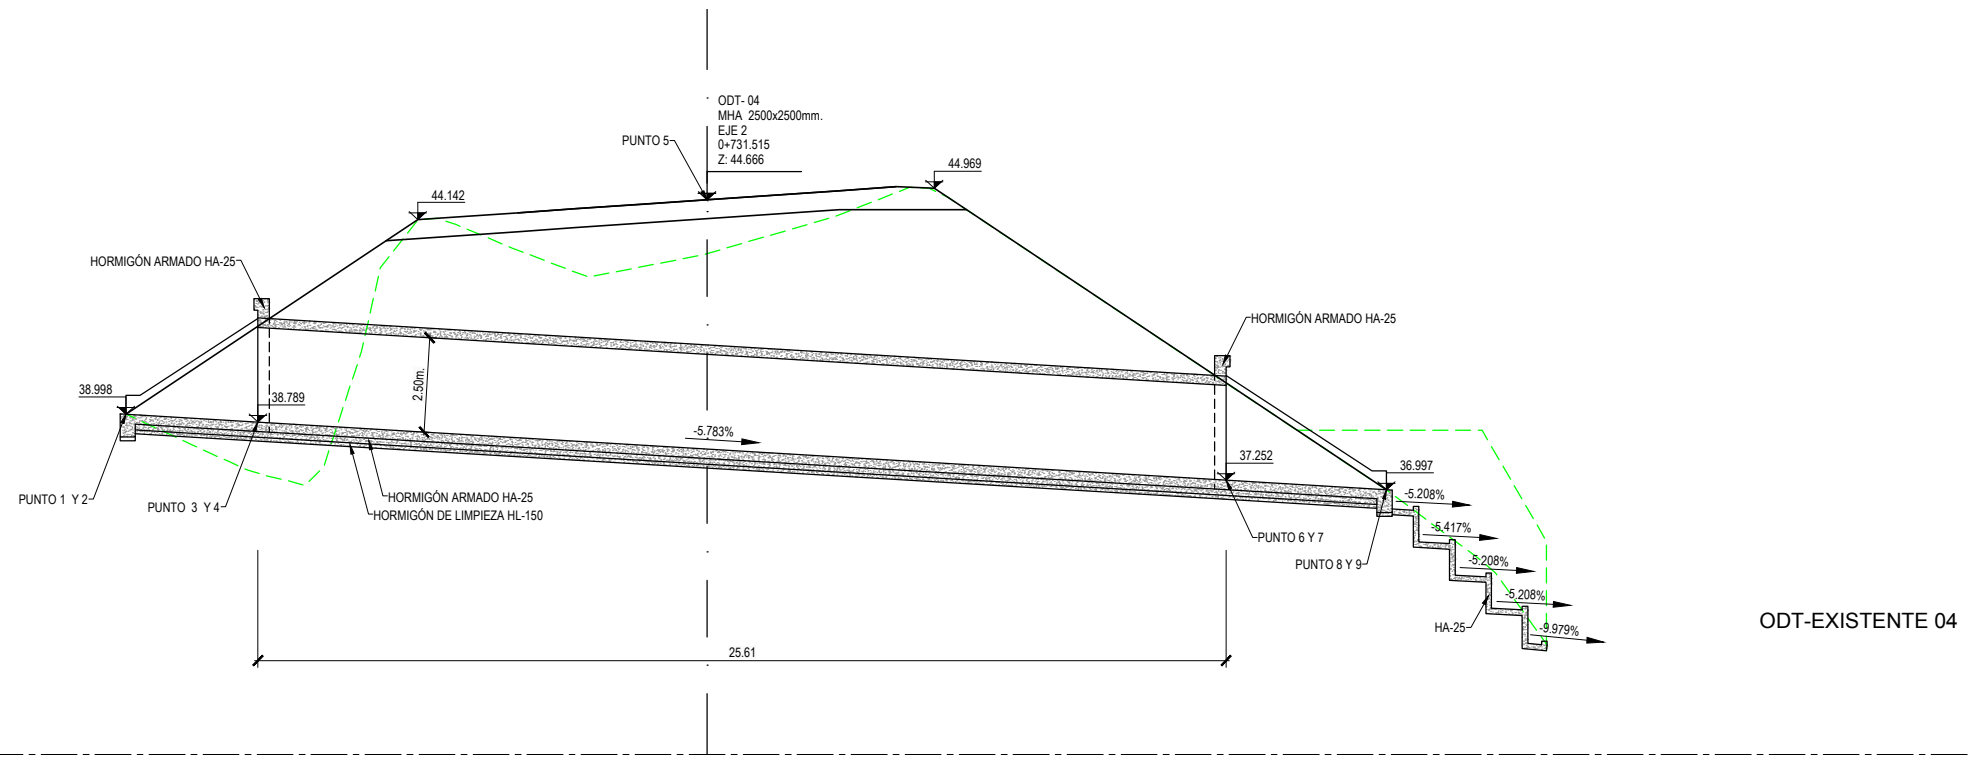 ODT- 04
MHA 2500x2500mm.
EJE 2
0+731.515
Z: 44.666
PUNTO 5
44.969
44.142
HORMIGÓN ARMADO HA-25
HORMIGÓN ARMADO HA-25
2.50m.
38.998
38.789
-5.783%
37.252
36.997
PUNTO 1 Y 2
PUNTO 3 Y 4
HORMIGÓN ARMADO HA-25
HORMIGÓN DE LIMPIEZA HL-150
-5.208%
-5.417%
PUNTO 6 Y 7
PUNTO 8 Y 9
-5.208%
-5.208%
HA-25
-9.979%
ODT-EXISTENTE 04
25.61